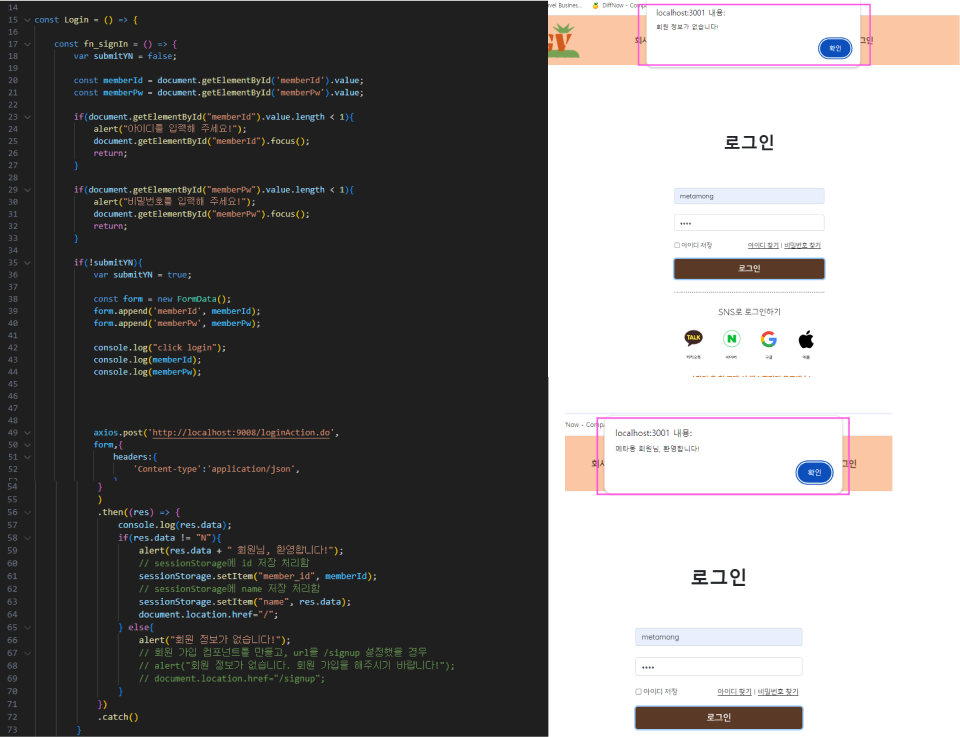 14
15 const Login = () => {
16
17 const fn_signIn = () => {
18 var submitYN = false;
19
20 const memberId = document.getElementById('memberId').value;
21 const memberPw = document.getElementById('memberPw').value;
22
23 if(document.getElementById("memberId").value.length < 1){
24 alert("아이디를 입력해 주세요!");
25 document.getElementById("memberId").focus();
26 return;
27 }
28
29 if(document.getElementById("memberPw").value.length < 1){
30 alert("비밀번호를 입력해 주세요!");
31 document.getElementById("memberPw").focus();
32 return;
33 }
34
35 if(!submitYN){
36 var submitYN = true;
37
38 const form = new FormData();
39 form.append('memberId', memberId);
40 form.append('memberPw', memberPw);
41
42 console.log("click login");
43 console.log(memberId);
44 console.log(memberPw);
45
46
47
48
49 axios.post('http://localhost:9008/loginAction.do',
50 form,{
51 headers:{
52 'Content-type':'application/json',
54 }
55 )
56 .then((res) => {
57 console.log(res.data);
58 if(res.data != "N"){
59 alert(res.data + " 회원님, 환영합니다!");
60 // sessionStorage에 id 저장 처리함
61 sessionStorage.setItem("member_id", memberId);
62 // sessionStorage에 name 저장 처리함
63 sessionStorage.setItem("name", res.data);
64 document.location.href="/";
65 } else{
66 alert("회원 정보가 없습니다!");
67 // 회원 가입 컴포넌트를 만들고, url을 /signup 설정했을 경우
68 // alert("회원 정보가 없습니다. 회원 가입을 해주시기 바랍니다!");
69 // document.location.href="/signup";
70 }
71 })
72 .catch()
73 }
vel Busines... DiffNow - Comp
localhost:3001 내용:
회원 정보가 없습니다!
확인
회사
그인
로그인
metamong
••••
아이디 저장 아이디 찾기 | 비밀번호 찾기
로그인
SNS로 로그인하기
TALK N G
카카오톡 네이버 구글 애플
'Now - Compa
localhost:3001 내용:
메타몽 회원님, 환영합니다!
확인
회사
그인
로그인
metamong
••••
아이디 저장 아이디 찾기 | 비밀번호 찾기
로그인